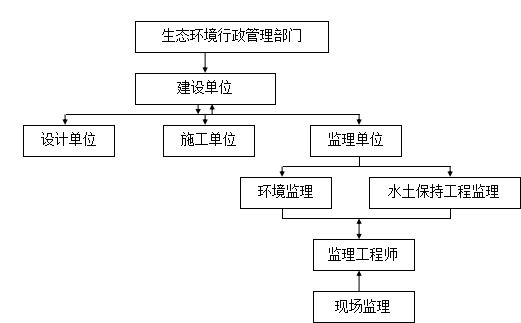 生态环境行政管理部门
建设单位
设计单位
施工单位
监理单位
环境监理
水土保持工程监理
监理工程师
现场监理